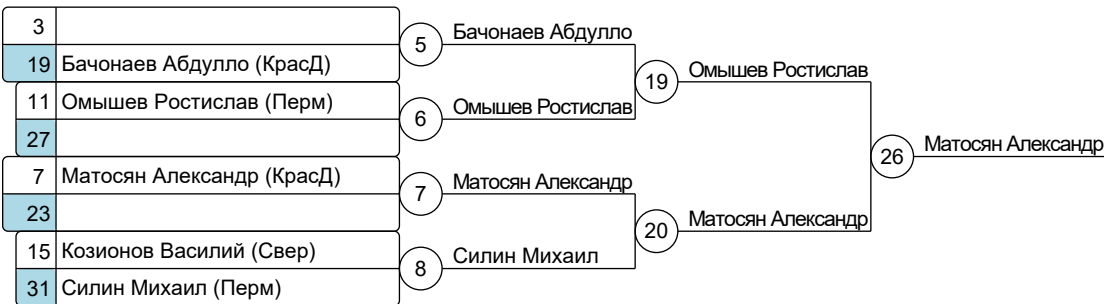 3
19 Бачонаев Абдулло (КрасД)
11 Омышев Ростислав (Перм)
27
7 Матосян Александр (КрасД)
23
15 Козионов Василий (Свер)
31 Силин Михаил (Перм)
5 Бачонаев Абдулло
6 Омышев Ростислав
7 Матосян Александр
8 Силин Михаил
19 Омышев Ростислав
20 Матосян Александр
26 Матосян Александр